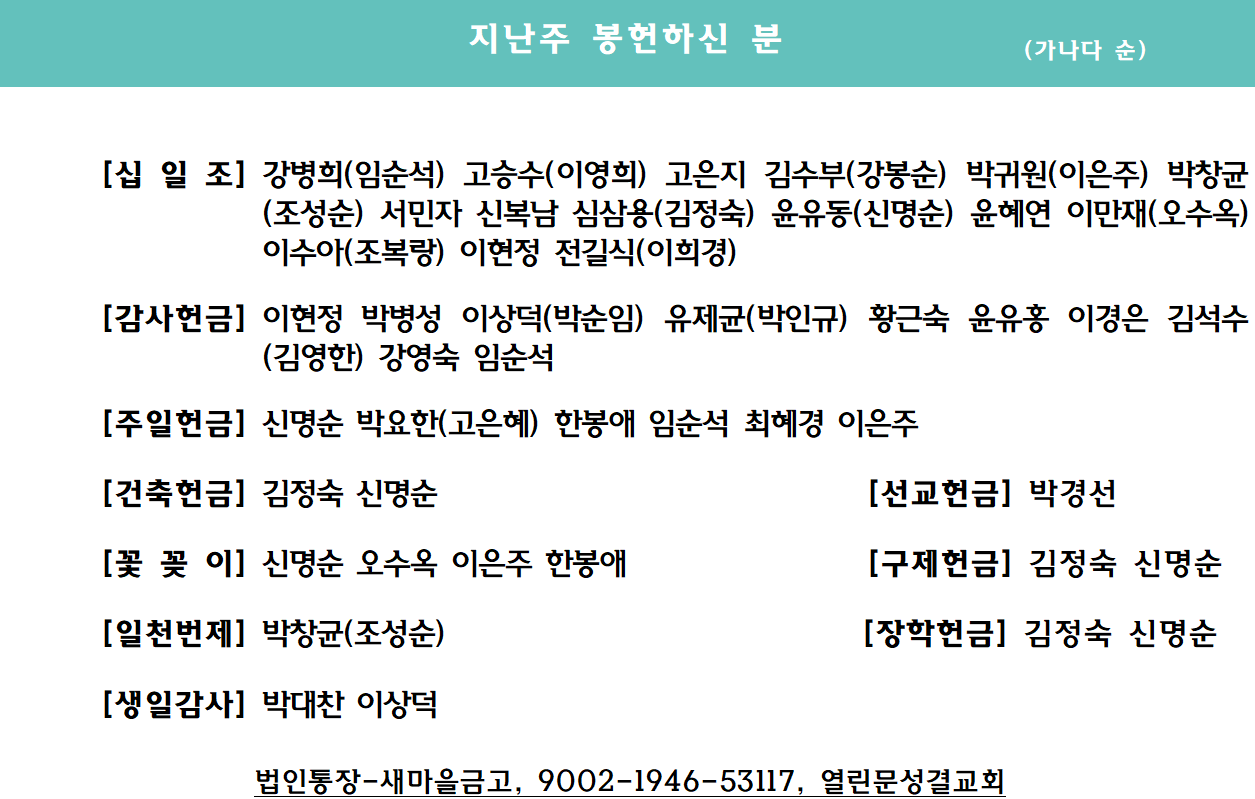 지난주 봉헌하신 분
(가나다 순)
[십 일 조] 강병희(임순석) 고승수(이영희) 고은지 김수부(강봉순) 박귀원(이은주) 박창균
(조성순) 서민자 신복남 심삼용(김정숙) 윤유동(신명순) 윤혜연 이만재(오수옥)
이수아(조복랑) 이현정 전길식(이희경)
[감사헌금] 이현정 박병성 이상덕(박순임) 유제균(박인규) 황근숙 윤유홍 이경은 김석수
(김영한) 강영숙 임순석
[주일헌금] 신명순 박요한(고은혜) 한봉애 임순석 최혜경 이은주
[건축헌금] 김정숙 신명순 [선교헌금] 박경선
[꽃 꽂 이] 신명순 오수옥 이은주 한봉애 [구제헌금] 김정숙 신명순
[일천번제] 박창균(조성순) [장학헌금] 김정숙 신명순
[생일감사] 박대찬 이상덕
법인통장-새마을금고, 9002-1946-53117, 열린문성결교회